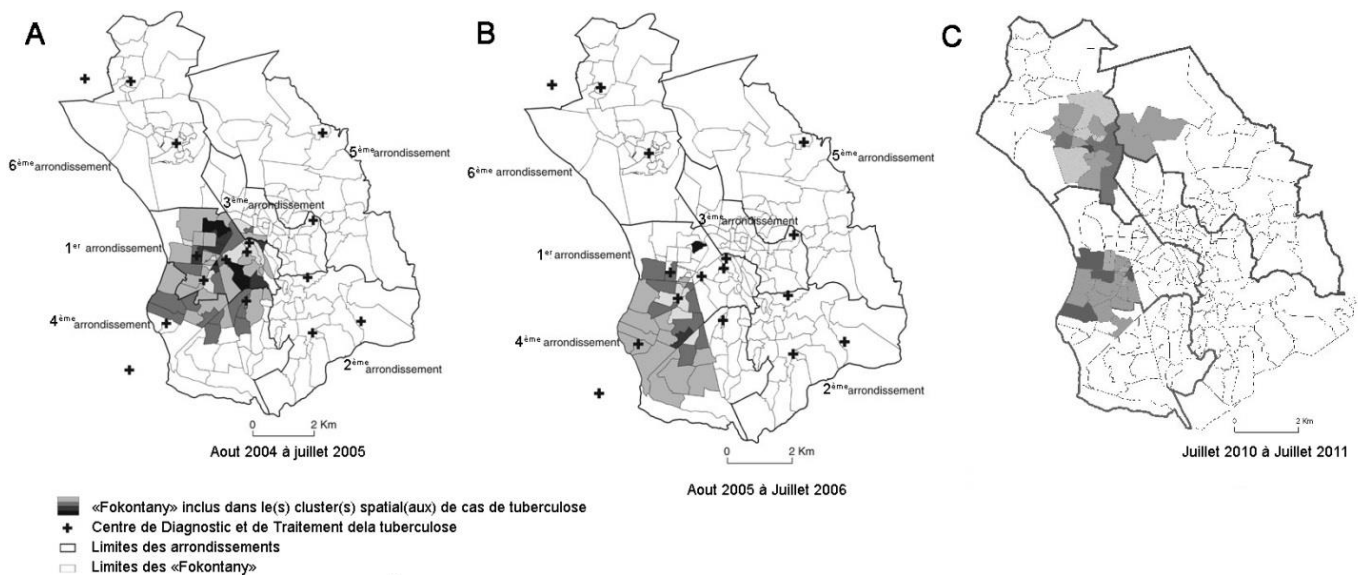 A
6ème arrondissement
5ème arrondissement
3ème arrondissement
1er arrondissement
4ème arrondissement
2ème arrondissement
0 2 Km
Aout 2004 à juillet 2005
B
6ème arrondissement
5ème arrondissement
3ème arrondissement
1er arrondissement
4ème arrondissement
2ème arrondissement
0 2 Km
Aout 2005 à Juillet 2006
C
0 2 Km
Juillet 2010 à Juillet 2011
«Fokontany» inclus dans le(s) cluster(s) spatial(aux) de cas de tuberculose
Centre de Diagnostic et de Traitement dela tuberculose
Limites des arrondissements
Limites des «Fokontany»